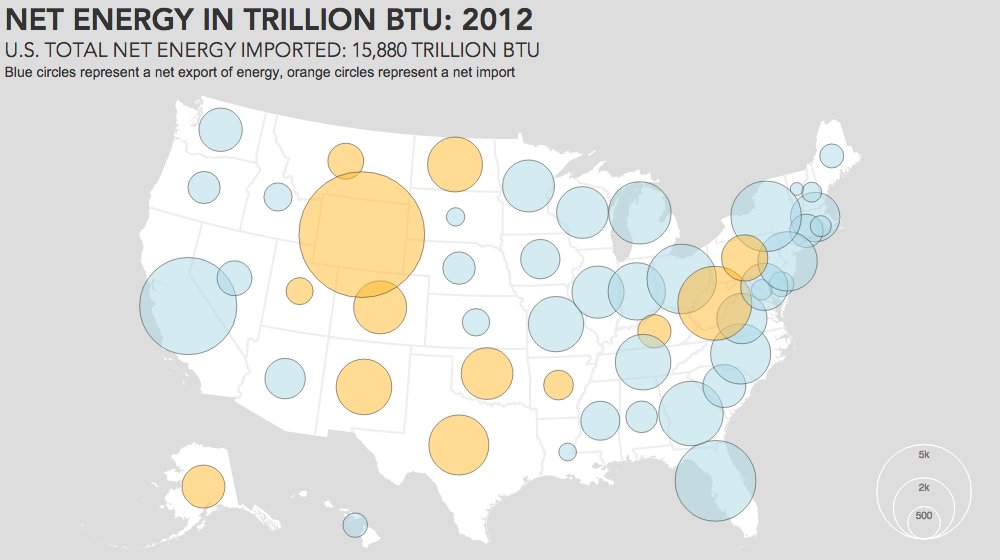 NET ENERGY IN TRILLION BTU: 2012
U.S. TOTAL NET ENERGY IMPORTED: 15,880 TRILLION BTU
Blue circles represent a net export of energy, orange circles represent a net import
5k
2k
500